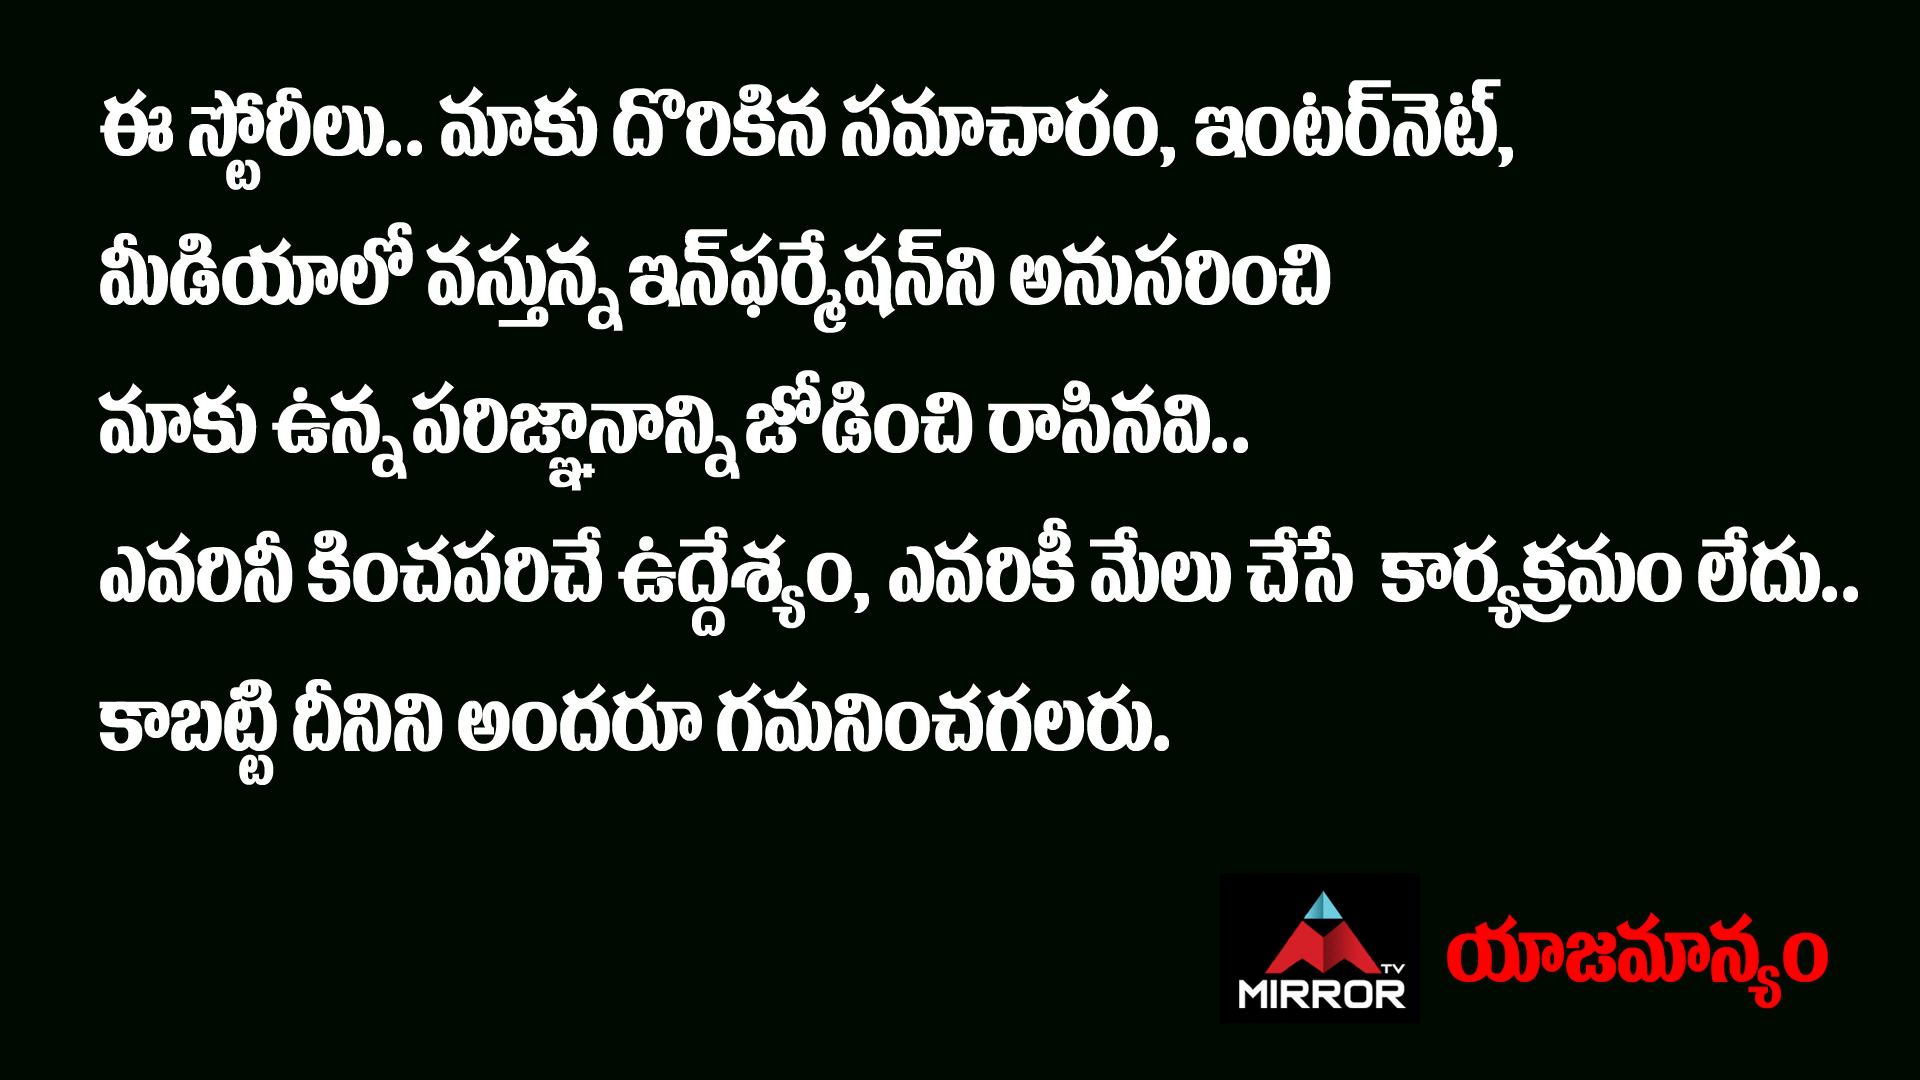 ఈ స్టోరీలు.. మాకు దొరికిన సమాచారం, ఇంటర్‌నెట్,
మీడియాలో వస్తున్న ఇన్‌ఫర్మేషన్‌ని అనుసరించి
మాకు ఉన్న పరిజ్ఞానాన్ని జోడించి రాసినవి..
ఎవరినీ కించపరిచే ఉద్దేశ్యం, ఎవరికీ మేలు చేసే కార్యక్రమం లేదు..
కాబట్టి దీనిని అందరూ గమనించగలరు.
TV
MIRROR యాజమాన్యం